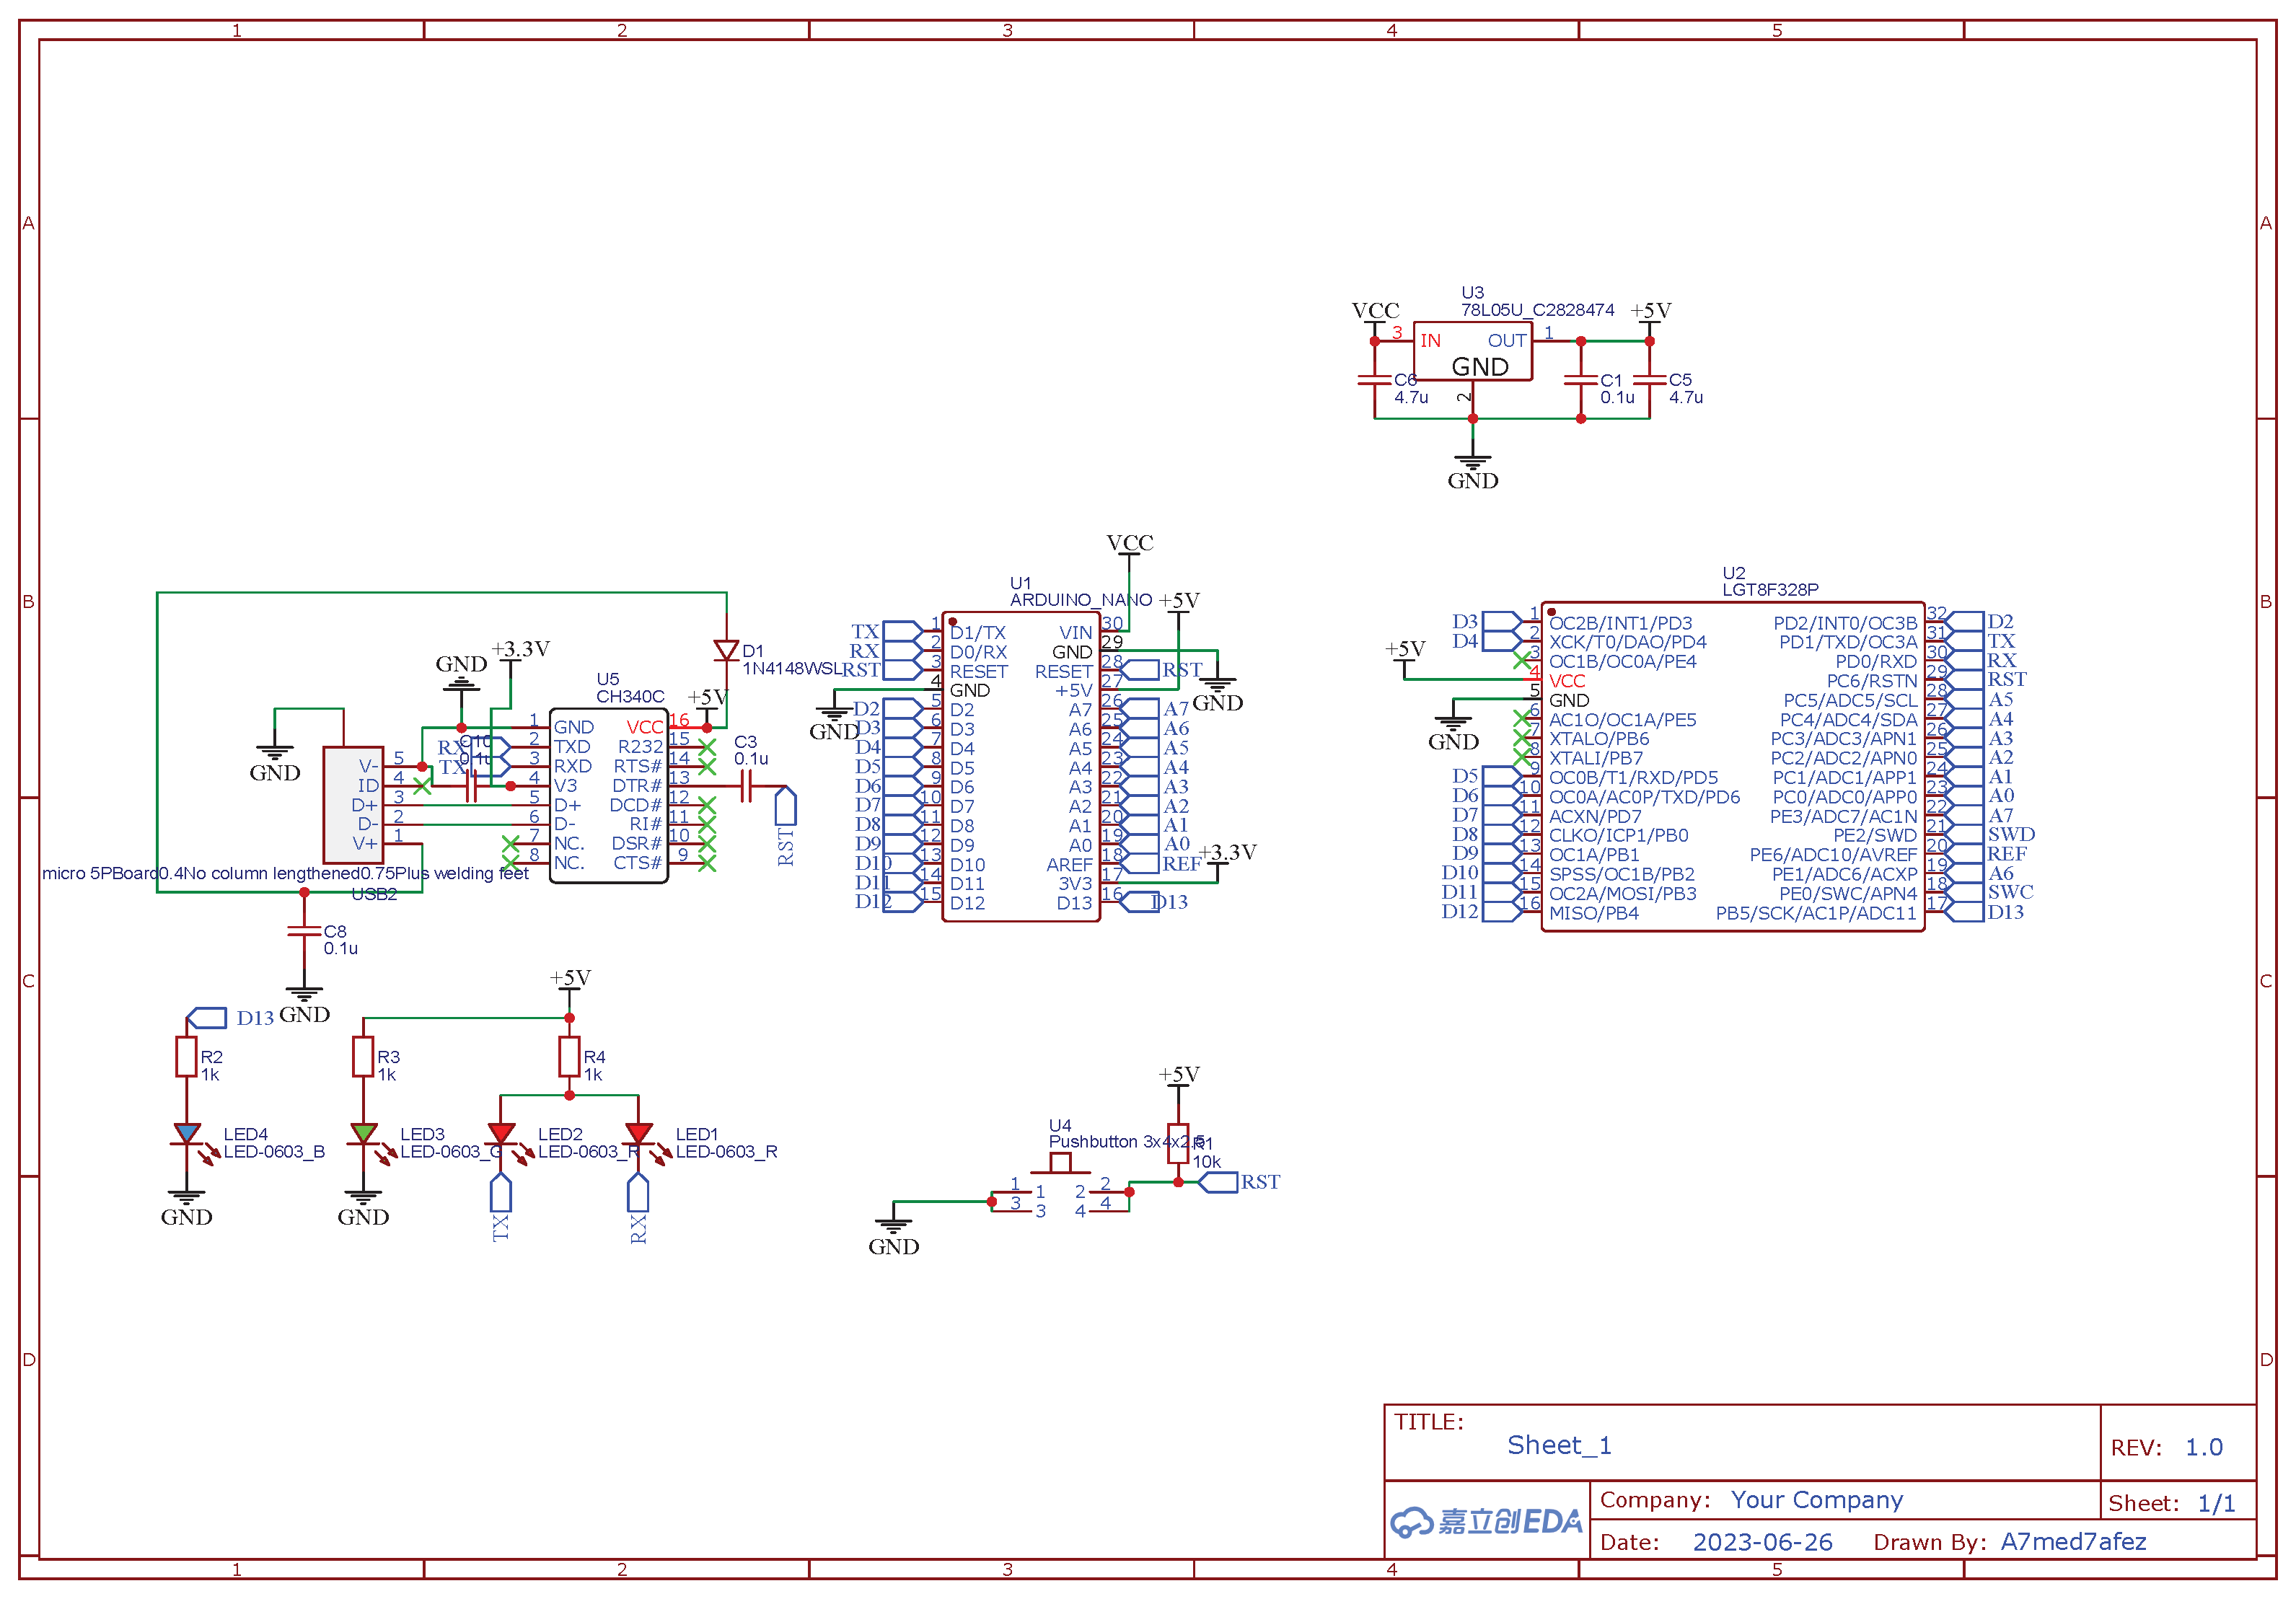 1 2 3 4 5
A A
B B
C C
D D
1 2 3 4 5
U3
78L05U_C2828474
VCC
+5V
3
IN
OUT
1
GND
2
C6
4.7u
C1
0.1u
C5
4.7u
GND
+3.3V
GND
GND
U5
CH340C
+5V
D1
1N4148WSL
RX
TX
C10
0.1u
1 GND
2 TXD
3 RXD
4 V3
5 D+
6 D-
7 NC.
8 NC.
VCC 16
R232 15
RTS# 14
DTR# 13
DCD# 12
RI# 11
DSR# 10
CTS# 9
C3
0.1u
RST
V- 5
ID 4
D+ 3
D- 2
V+ 1
micro 5PBoard0.4No column lengthened0.75Plus welding feet
USB2
C8
0.1u
GND
VCC
U1
ARDUINO_NANO
+5V
TX 1 D1/TX
RX 2 D0/RX
RST 3 RESET
4 GND
GND
D2 5 D2
D3 6 D3
D4 7 D4
D5 8 D5
D6 9 D6
D7 10 D7
D8 11 D8
D9 12 D9
D10 13 D10
D11 14 D11
D12 15 D12
VIN 30
GND 29
RESET 28 RST
+5V 27
GND
A7 26 A7
A6 25 A6
A5 24 A5
A4 23 A4
A3 22 A3
A2 21 A2
A1 20 A1
A0 19 A0
AREF 18 REF
+3.3V
3V3 17
D13 16 D13
U2
LGT8F328P
D3 1 OC2B/INT1/PD3
D4 2 XCK/T0/DAO/PD4
3 OC1B/OC0A/PE4
+5V
4 VCC
5 GND
GND
6 AC1O/OC1A/PE5
7 XTALO/PB6
8 XTALI/PB7
D5 9 OC0B/T1/RXD/PD5
D6 10 OC0A/AC0P/TXD/PD6
D7 11 ACXN/PD7
D8 12 CLKO/ICP1/PB0
D9 13 OC1A/PB1
D10 14 SPSS/OC1B/PB2
D11 15 OC2A/MOSI/PB3
D12 16 MISO/PB4
PD2/INT0/OC3B 32 D2
PD1/TXD/OC3A 31 TX
PD0/RXD 30 RX
PC6/RSTN 29 RST
PC5/ADC5/SCL 28 A5
PC4/ADC4/SDA 27 A4
PC3/ADC3/APN1 26 A3
PC2/ADC2/APN0 25 A2
PC1/ADC1/APP1 24 A1
PC0/ADC0/APP0 23 A0
PE3/ADC7/AC1N 22 A7
PE2/SWD 21 SWD
PE6/ADC10/AVREF 20 REF
PE1/ADC6/ACXP 19 A6
PE0/SWC/APN4 18 SWC
PB5/SCK/AC1P/ADC11 17 D13
D13
R2
1k
LED4
LED-0603_B
GND
+5V
R3
1k
LED3
LED-0603_G
GND
R4
1k
LED2
LED-0603_R
TX
LED1
LED-0603_R
RX
+5V
U4
Pushbutton 3x4x2.5
R1
10k
RST
1 1
3 3
2 2
4 4
GND
TITLE:
Sheet_1
REV: 1.0
嘉立创EDA
Company: Your Company
Sheet: 1/1
Date: 2023-06-26
Drawn By: A7med7afez